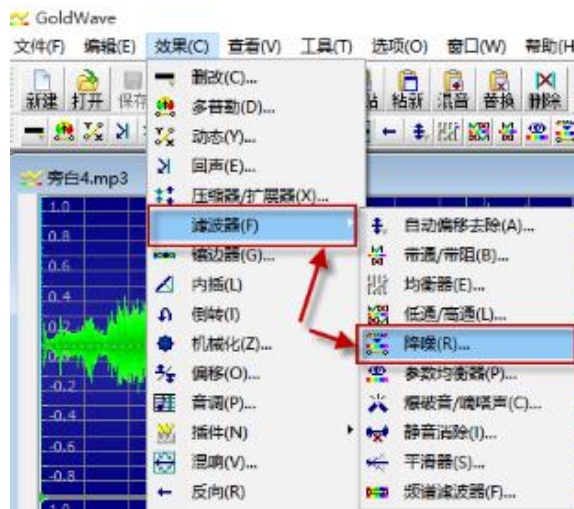 GoldWave
文件(F) 编辑(E) 效果(C) 查看(V) 工具(T) 选项(O) 窗口(W) 帮助(H
新建 打开 保存 粘 粘新 混音 替换 删除
旁白4.mp3
删改(C)...
多普勒(D)...
动态(Y)...
回声(E)...
压缩器/扩展器(X)...
滤波器(F)
镶边器(G)...
内插(L)
倒转(I)
机械化(Z)...
偏移(O)...
音调(P)...
插件(N)
混响(V)...
反向(R)
自动偏移去除(A)...
带通/带阻(B)...
均衡器(E)...
低通/高通(L)...
降噪(R)...
参数均衡器(P)...
爆破音/嘀嗒声(C)...
静音消除(I)...
平滑器(S)...
频谱滤波器(F)...
1.0
0.8
0.6
0.4
0.2
-0.2
-0.4
-0.6
-0.8
1.0